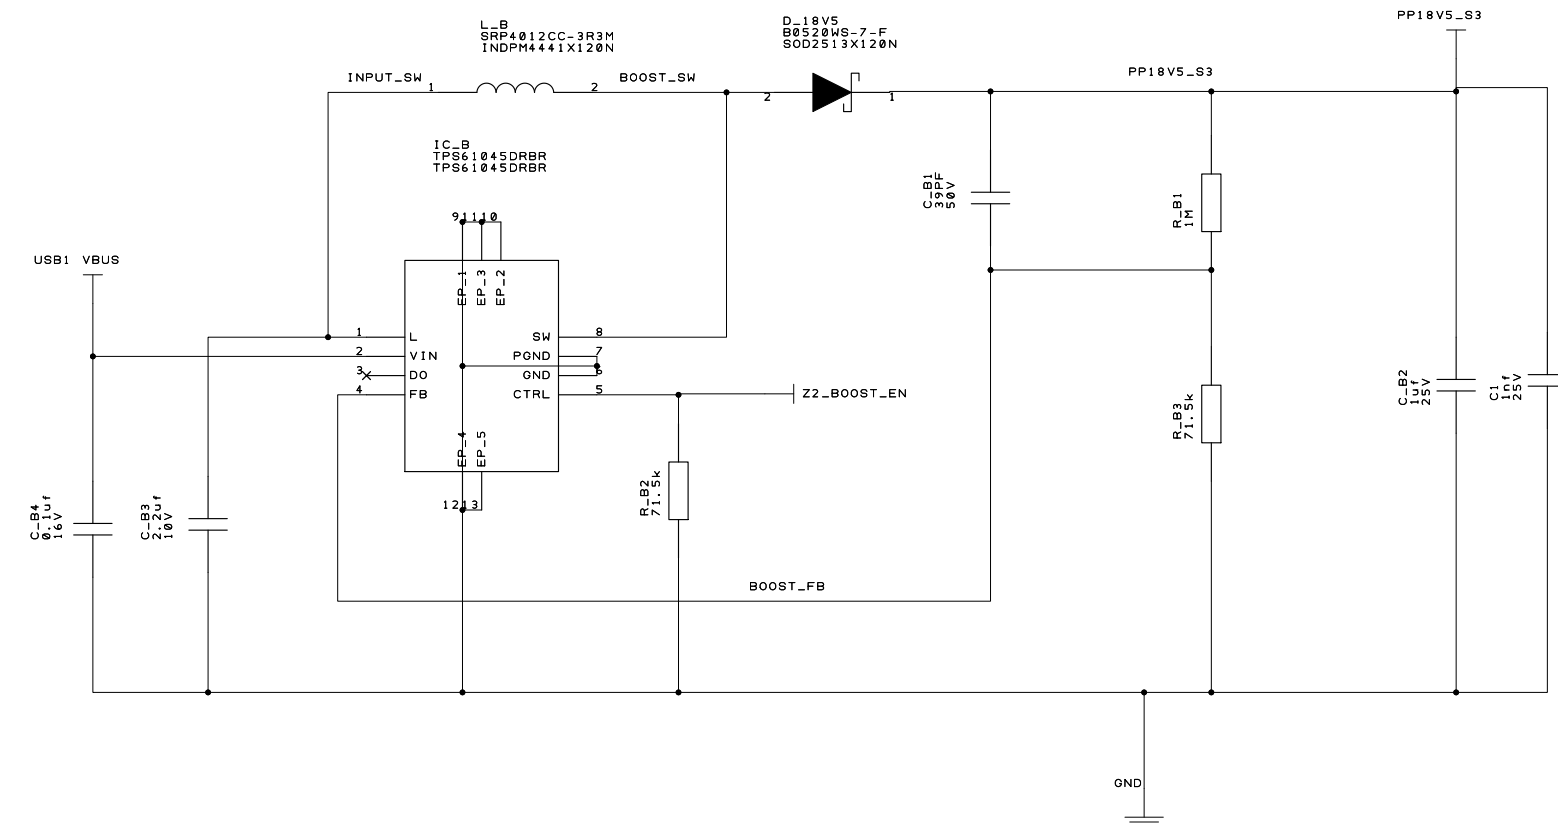 PP18V5_S3
L_B
SRP4012CC-3R3M
INDPM4441X120N
D_18V5
B0520WS-7-F
SOD2513X120N
INPUT_SW
1
2
BOOST_SW
2
1
PP18V5_S3
IC_B
TPS61045DRBR
TPS61045DRBR
C_B1
39PF
50V
R_B1
1M
9
11
10
EP_1
EP_3
EP_2
USB1 VBUS
1
L
SW
8
2
VIN
PGND
7
3
DO
GND
6
4
FB
CTRL
5
Z2_BOOST_EN
EP_4
EP_5
12
13
R_B2
71.5k
R_B3
71.5k
C_B2
1uf
25V
C1
1nf
25V
C_B4
0.1uf
16V
C_B3
2.2uf
10V
BOOST_FB
GND